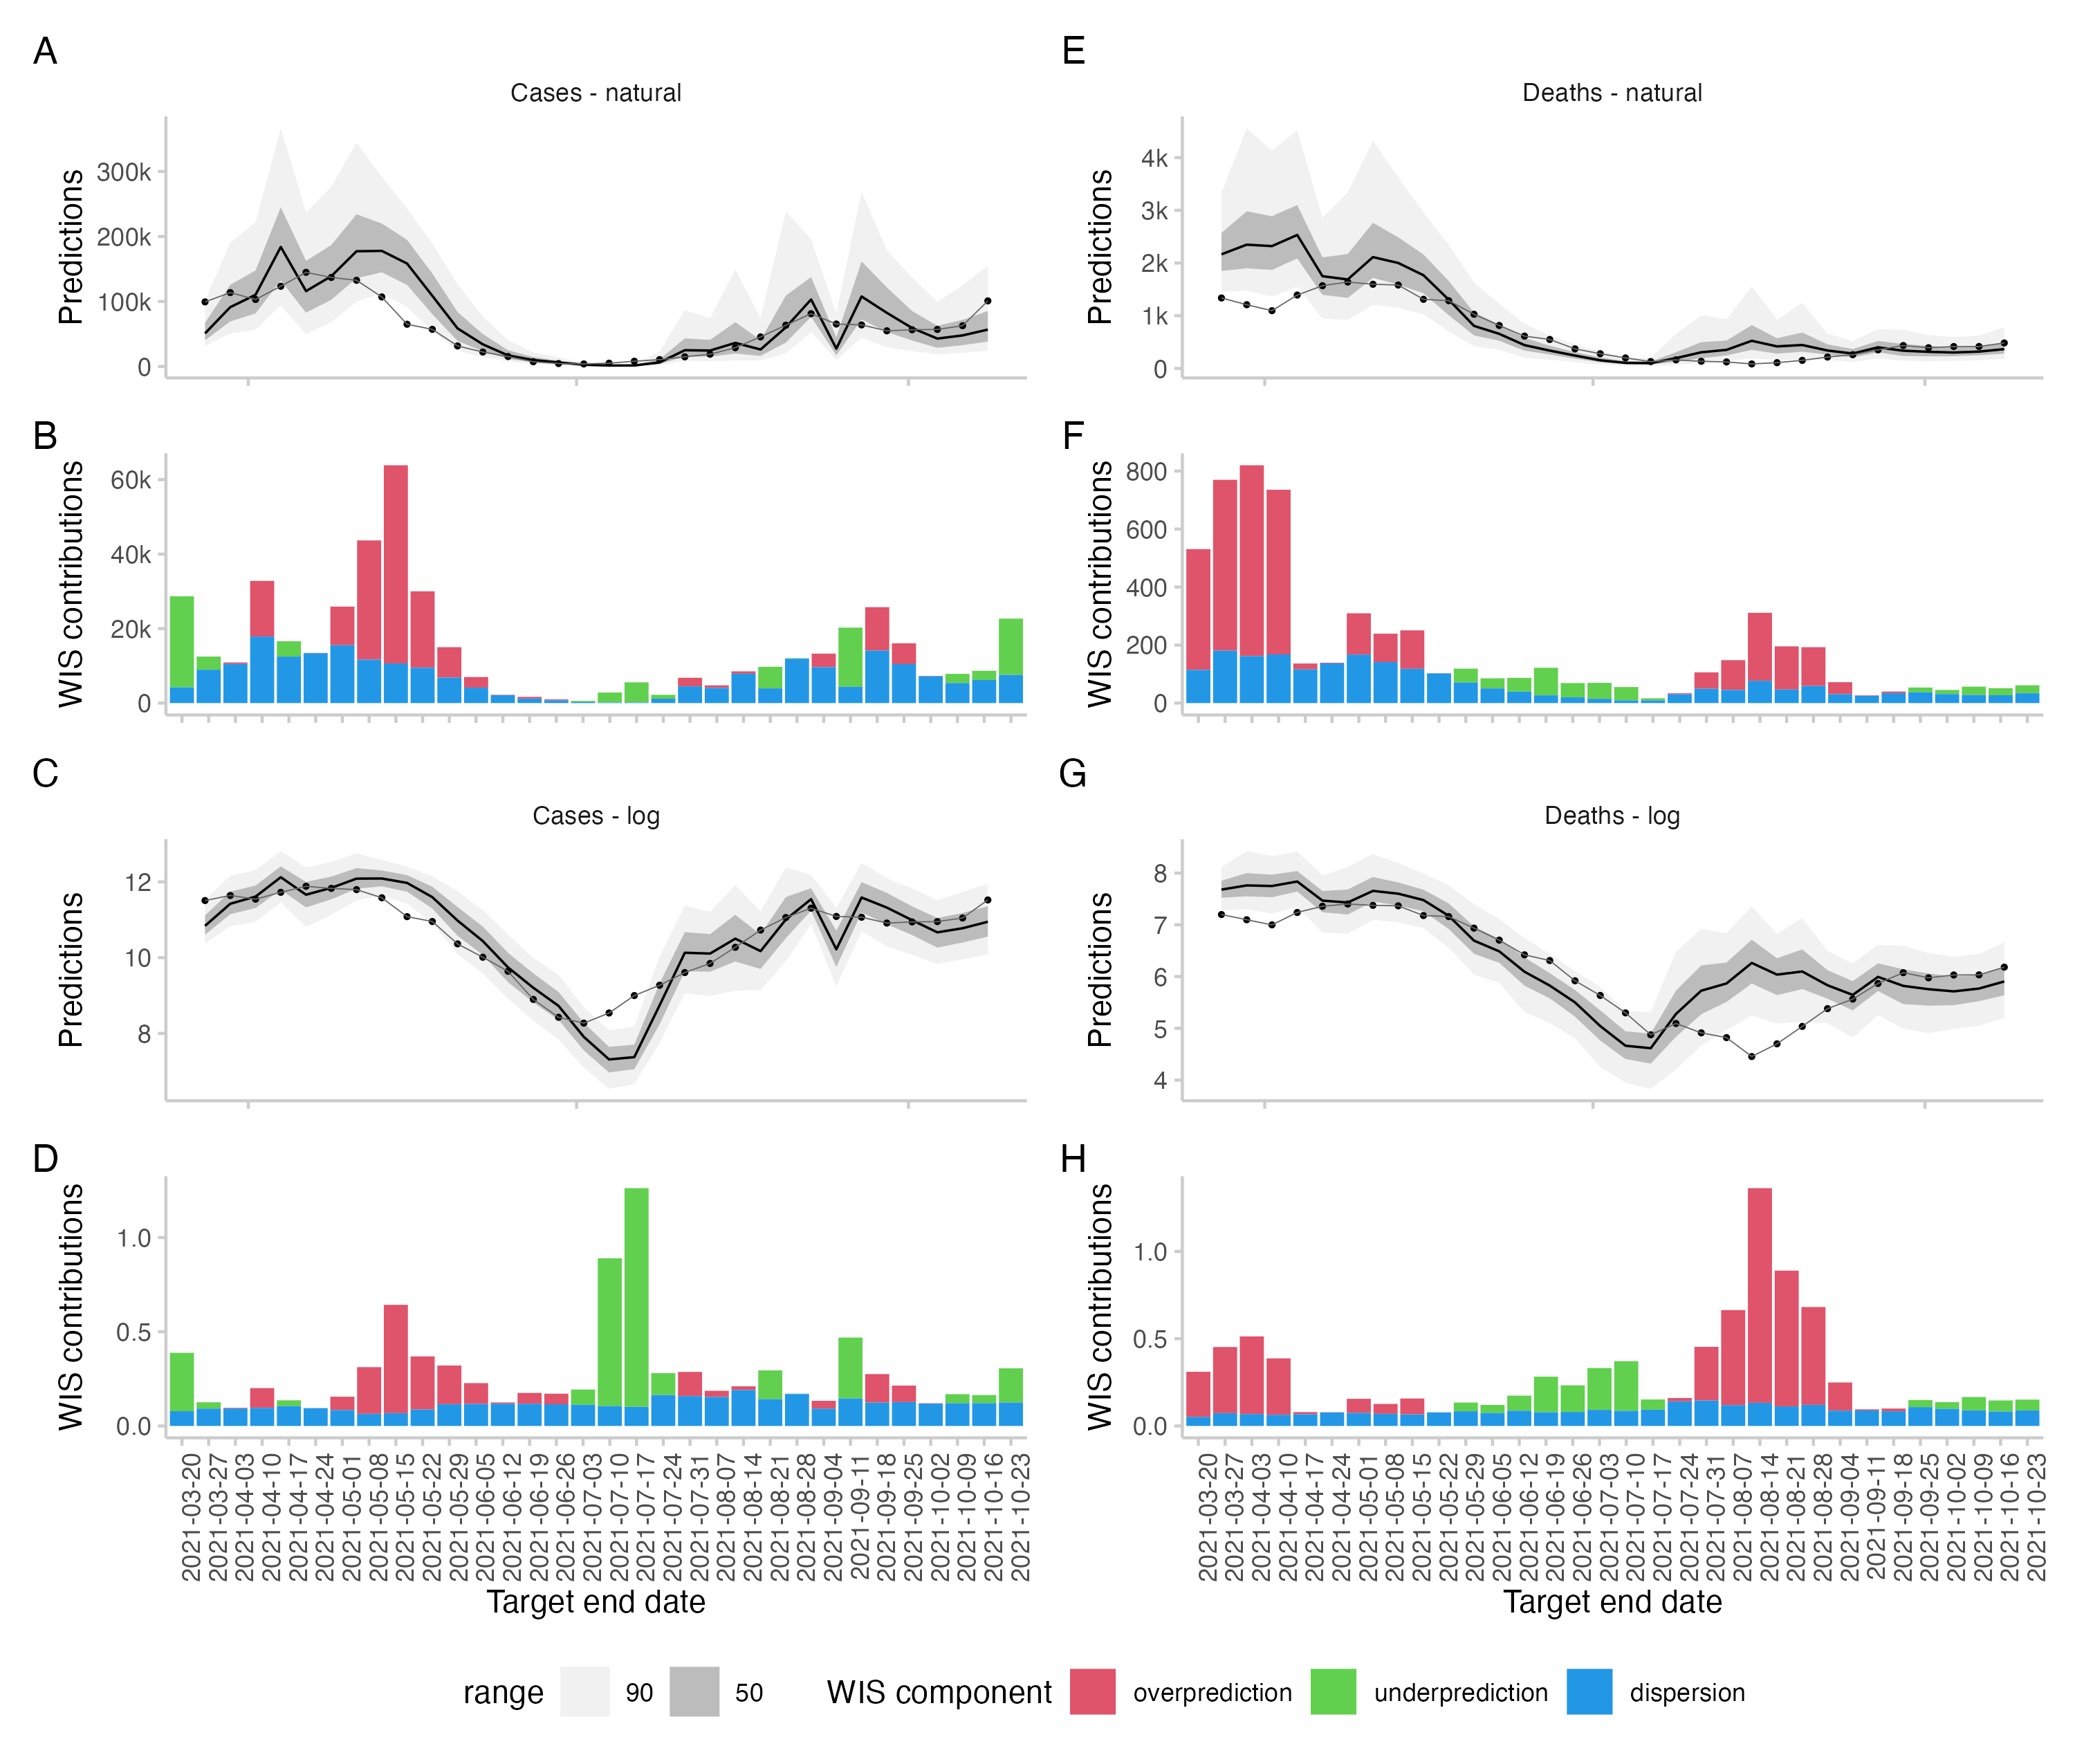 A
Cases - natural
Predictions
300k
200k
100k
0
B
WIS contributions
60k
40k
20k
0
C
Cases - log
Predictions
12
10
8
D
WIS contributions
1.0
0.5
0.0
2021-03-20
2021-03-27
2021-04-03
2021-04-10
2021-04-17
2021-04-24
2021-05-01
2021-05-08
2021-05-15
2021-05-22
2021-05-29
2021-06-05
2021-06-12
2021-06-19
2021-06-26
2021-07-03
2021-07-10
2021-07-17
2021-07-24
2021-07-31
2021-08-07
2021-08-14
2021-08-21
2021-08-28
2021-09-04
2021-09-11
2021-09-18
2021-09-25
2021-10-02
2021-10-09
2021-10-16
2021-10-23
Target end date
E
Deaths - natural
Predictions
4k
3k
2k
1k
0
F
WIS contributions
800
600
400
200
0
G
Deaths - log
Predictions
8
7
6
5
4
H
WIS contributions
1.0
0.5
0.0
2021-03-20
2021-03-27
2021-04-03
2021-04-10
2021-04-17
2021-04-24
2021-05-01
2021-05-08
2021-05-15
2021-05-22
2021-05-29
2021-06-05
2021-06-12
2021-06-19
2021-06-26
2021-07-03
2021-07-10
2021-07-17
2021-07-24
2021-07-31
2021-08-07
2021-08-14
2021-08-21
2021-08-28
2021-09-04
2021-09-11
2021-09-18
2021-09-25
2021-10-02
2021-10-09
2021-10-16
2021-10-23
Target end date
range 90 50 WIS component overprediction underprediction dispersion